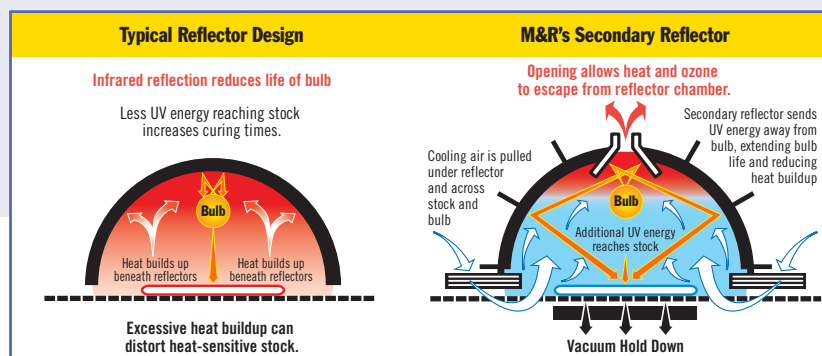 Typical Reflector Design
Infrared reflection reduces life of bulb
Less UV energy reaching stock
increases curing times.
Bulb
Heat builds up
beneath reflectors
Heat builds up
beneath reflectors
Excessive heat buildup can
distort heat-sensitive stock.
M&R's Secondary Reflector
Opening allows heat and ozone
to escape from reflector chamber.
Cooling air is pulled
under reflector
and across
stock and
bulb
Secondary reflector sends
UV energy away from
bulb, extending bulb
life and reducing
heat buildup
Bulb
Additional UV energy
reaches stock
Vacuum Hold Down